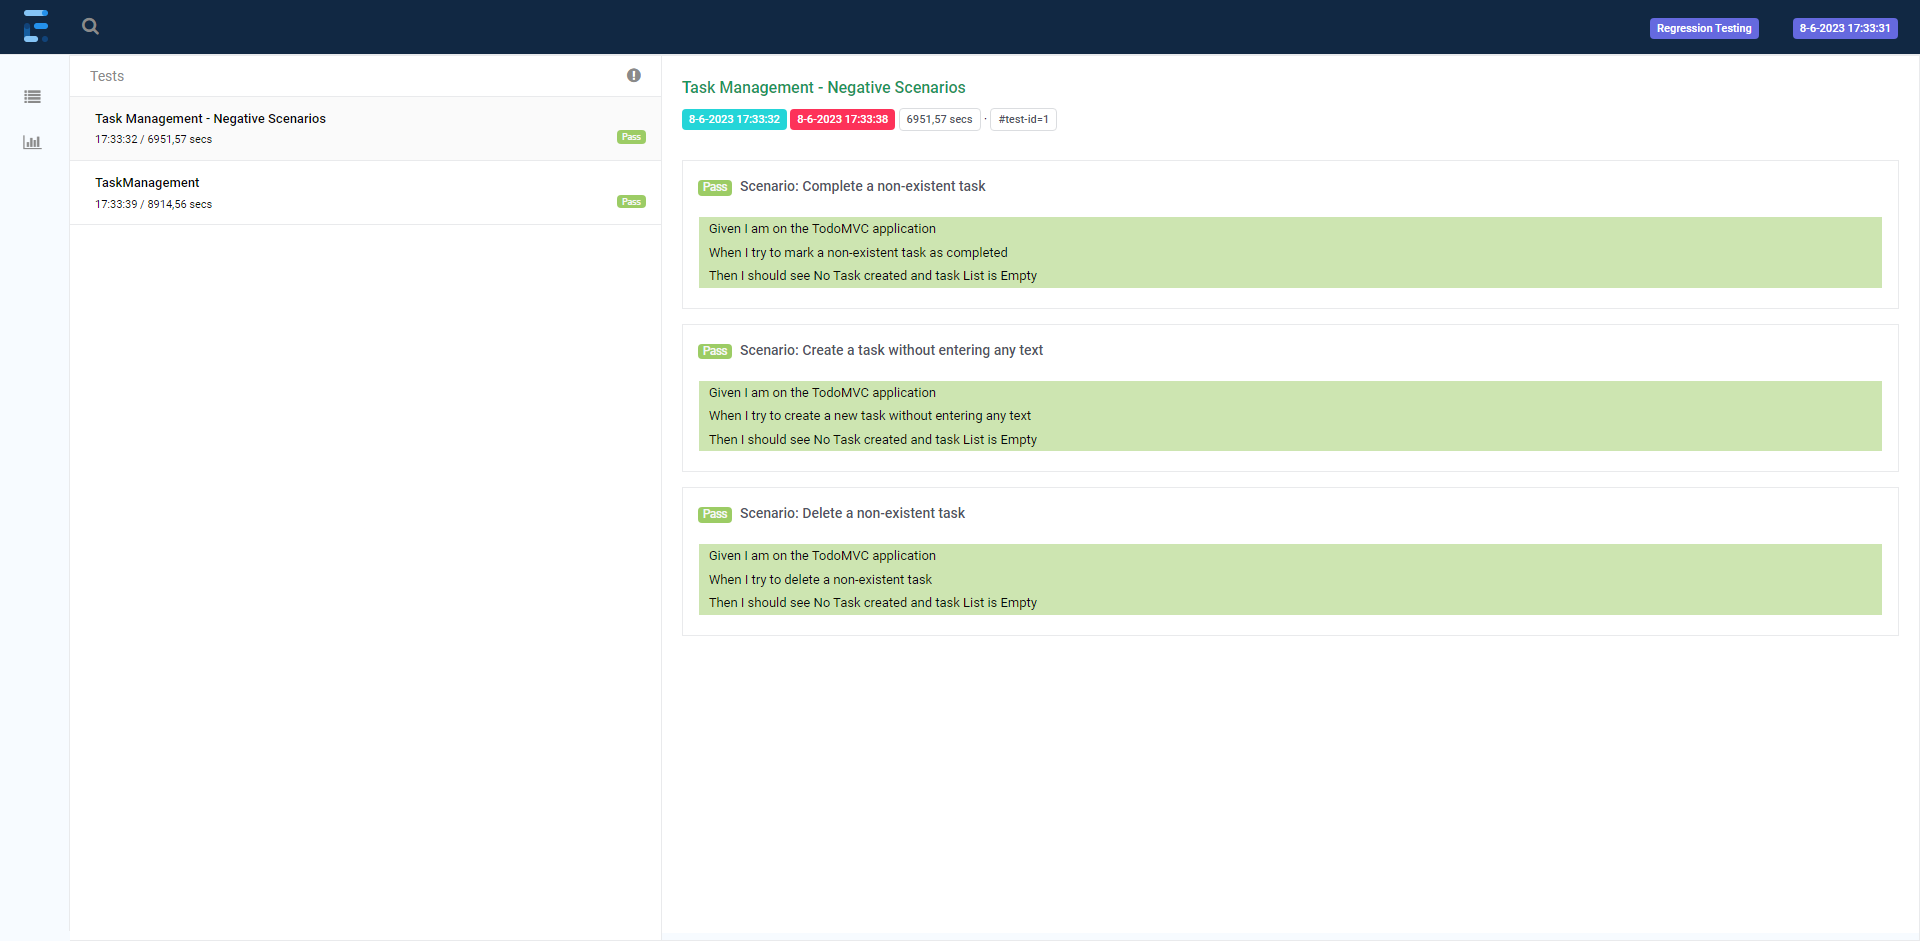 Regression Testing
8-6-2023 17:33:31
Tests
Task Management - Negative Scenarios
17:33:32 / 6951,57 secs
Pass
TaskManagement
17:33:39 / 8914,56 secs
Pass
Task Management - Negative Scenarios
8-6-2023 17:33:32 8-6-2023 17:33:38 6951,57 secs · #test-id=1
Pass Scenario: Complete a non-existent task
Given I am on the TodoMVC application
When I try to mark a non-existent task as completed
Then I should see No Task created and task List is Empty
Pass Scenario: Create a task without entering any text
Given I am on the TodoMVC application
When I try to create a new task without entering any text
Then I should see No Task created and task List is Empty
Pass Scenario: Delete a non-existent task
Given I am on the TodoMVC application
When I try to delete a non-existent task
Then I should see No Task created and task List is Empty